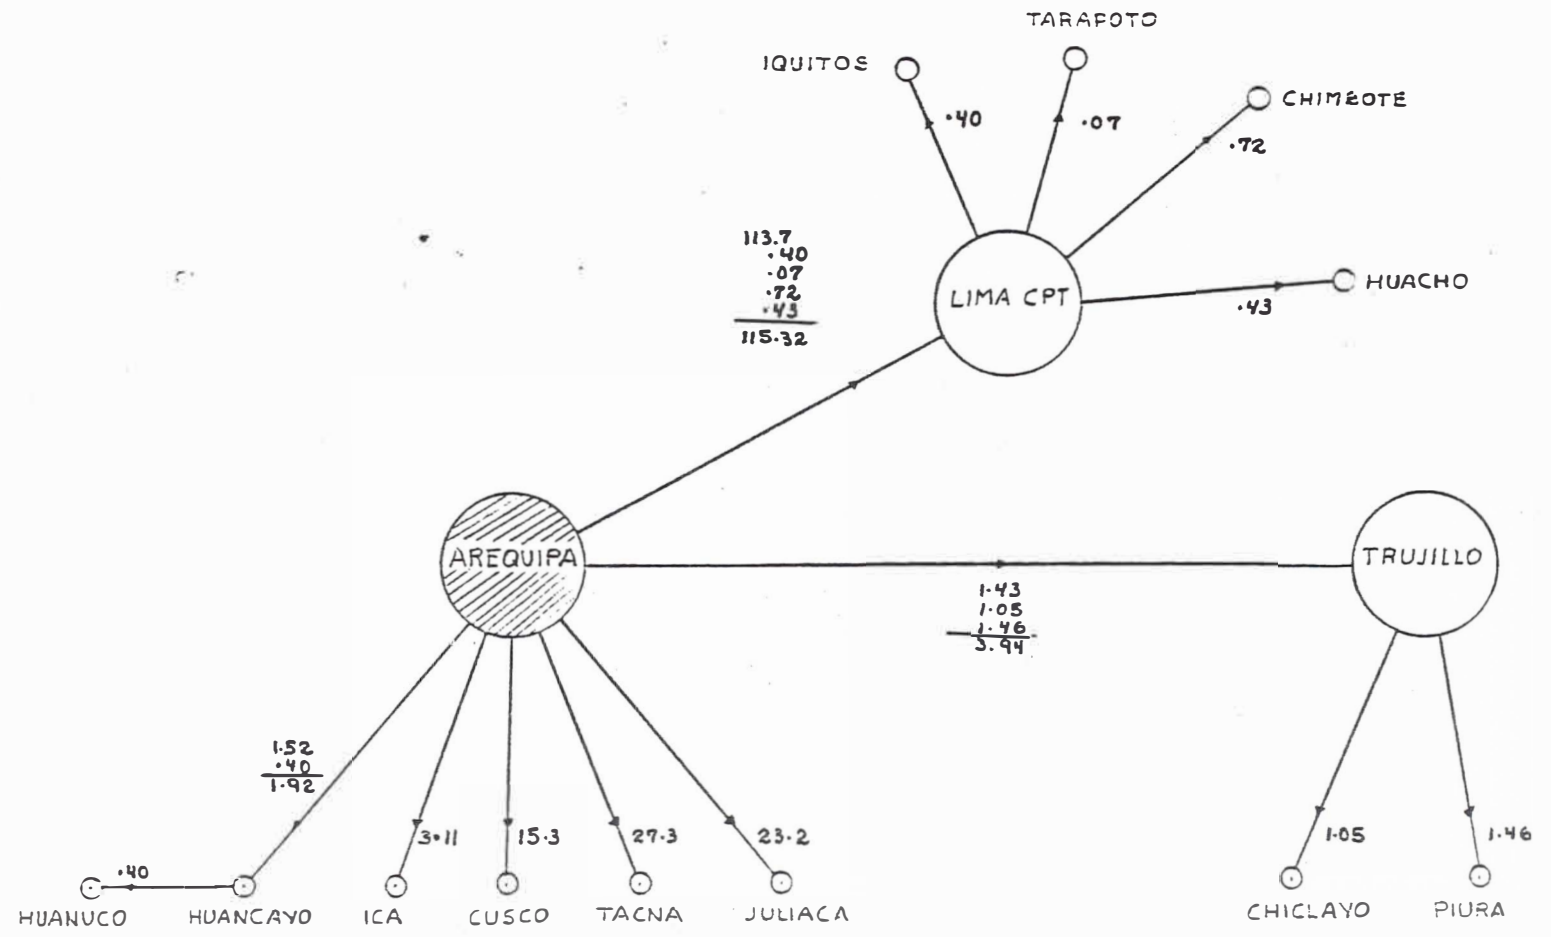 TARAPOTO
IQUITOS
CHIMBOTE
.40
.07
.72
113.7
.40
.07
.72
.43
115.32
LIMA CPT
HUACHO
.43
AREQUIPA
TRUJILLO
1.43
1.05
1.46
3.94
1.52
.40
1.92
3.11
15.3
27.3
23.2
1.05
1.46
.40
HUANUCO
HUANCAYO
ICA
CUSCO
TACNA
JULIACA
CHICLAYO
PIURA